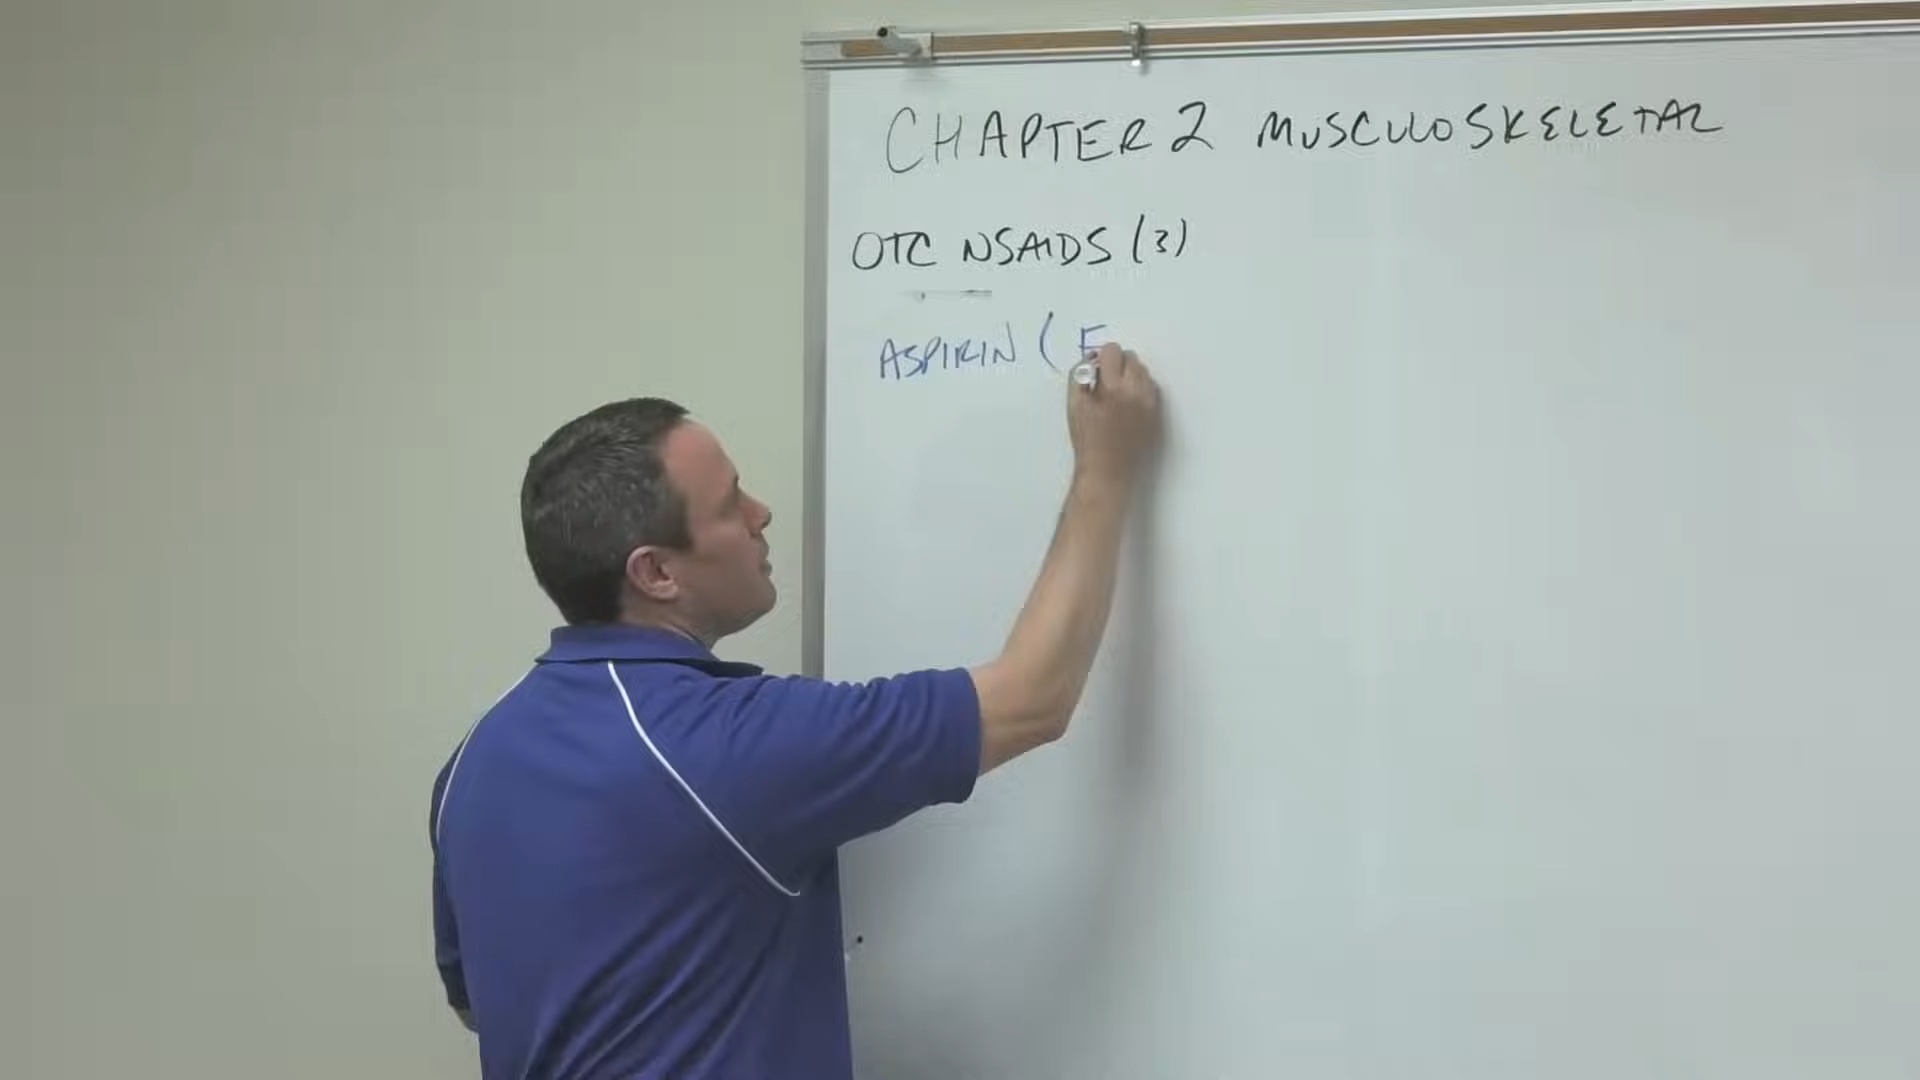 CHAPTER 2 MUSCULOSKELETAL
OTC NSAIDS (3)
ASPIRIN ( E